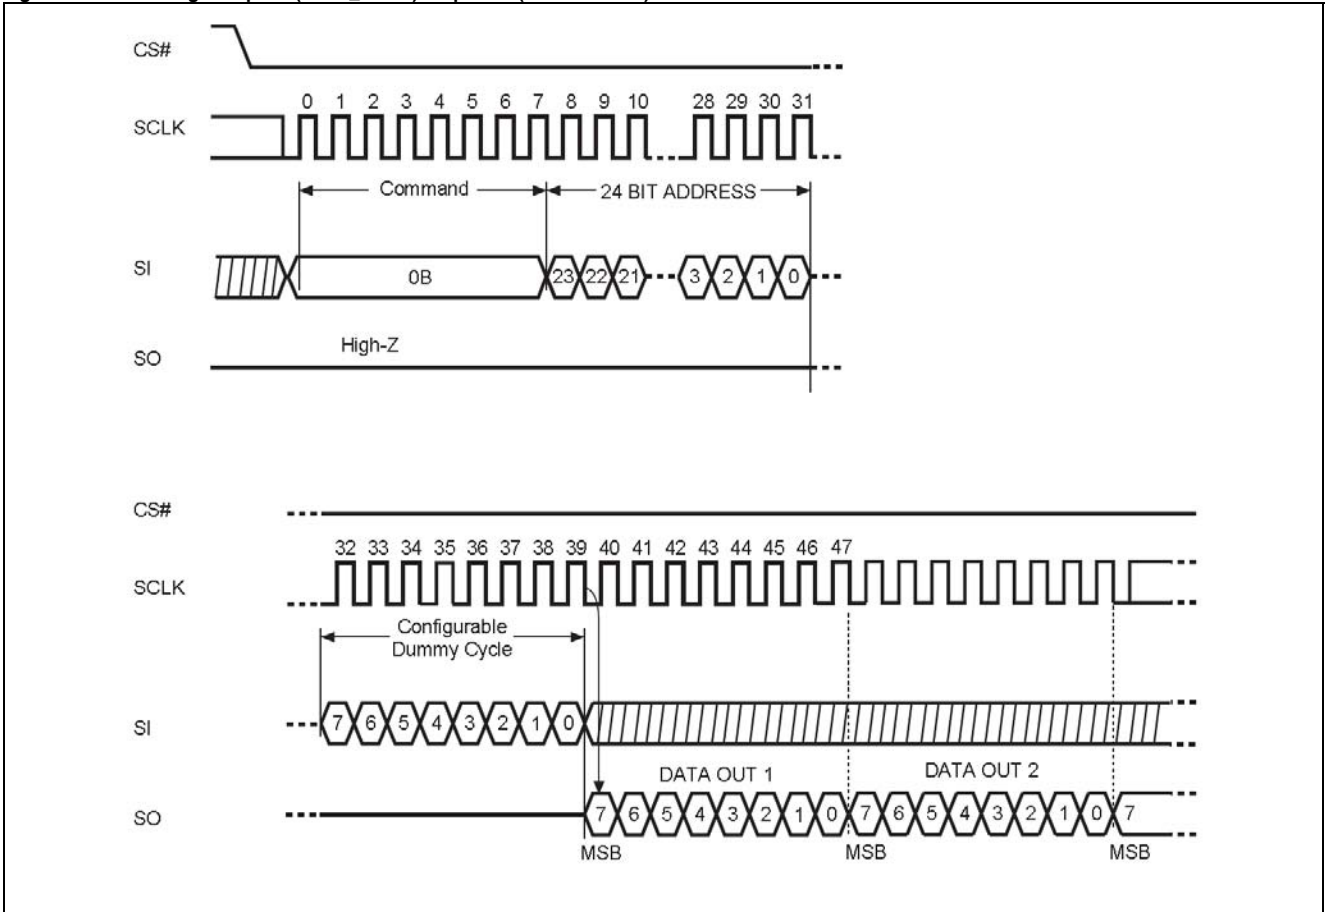 CS#
0 1 2 3 4 5 6 7 8 9 10 28 29 30 31
SCLK
Command 24 BIT ADDRESS
SI 0B 23 22 21 3 2 1 0
High-Z
SO
CS#
32 33 34 35 36 37 38 39 40 41 42 43 44 45 46 47
SCLK
Configurable
Dummy Cycle
SI 7 6 5 4 3 2 1 0
DATA OUT 1 DATA OUT 2
SO 7 6 5 4 3 2 1 0 7 6 5 4 3 2 1 0 7
MSB MSB MSB